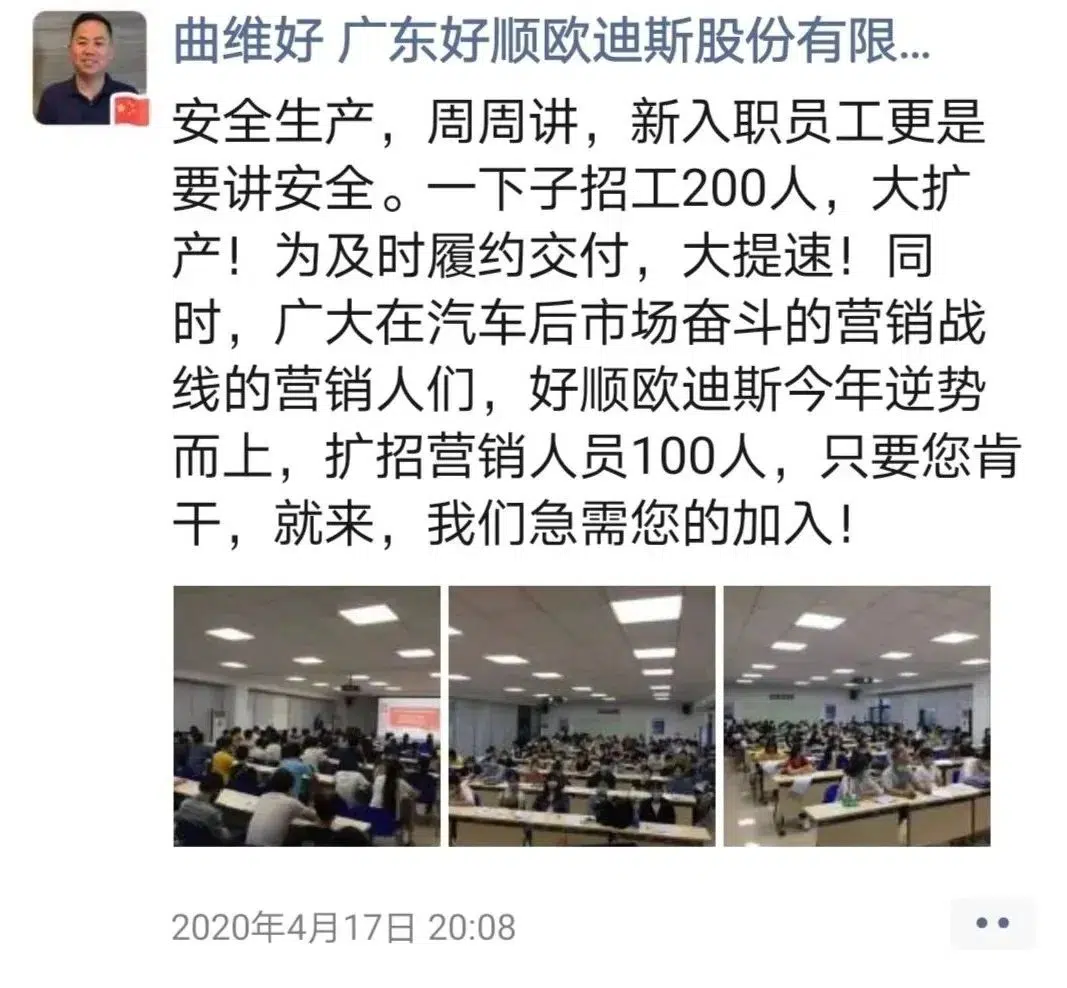 曲维好 广东好顺欧迪斯股份有限...
安全生产，周周讲，新入职员工更是
要讲安全。一下子招工200人，大扩
产！为及时履约交付，大提速！同
时，广大在汽车后市场奋斗的营销战
线的营销人们，好顺欧迪斯今年逆势
而上，扩招营销人员100人，只要您肯
干，就来，我们急需您的加入！
2020年4月17日 20:08